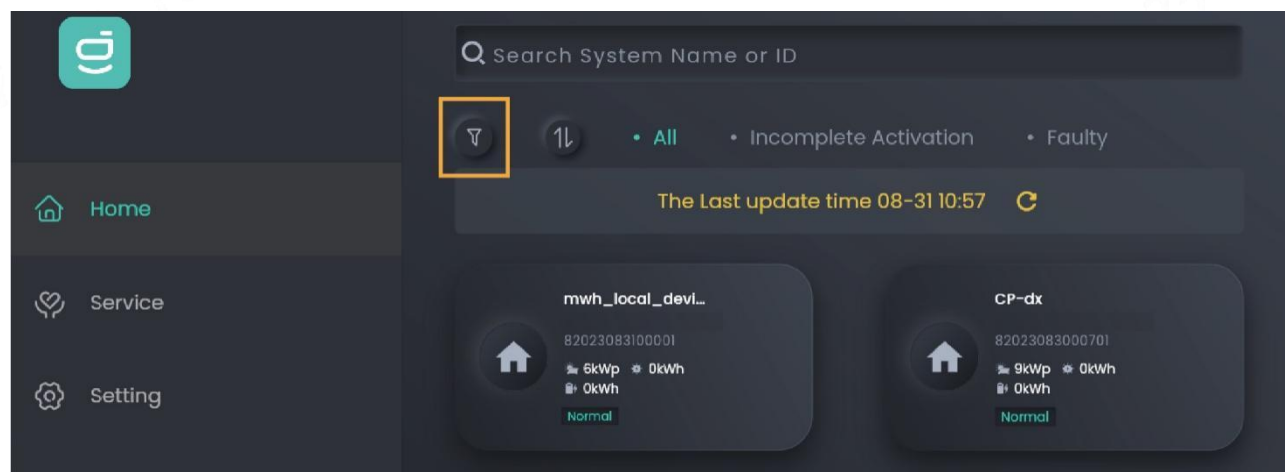 Search System Name or ID
All
Incomplete Activation
Faulty
The Last update time 08-31 10:57
Home
Service
Setting
mwh_local_devi...
82023083100001
6kWp 0kWh
0kWh
Normal
CP-dx
82023083000701
9kWp 0kWh
0kWh
Normal